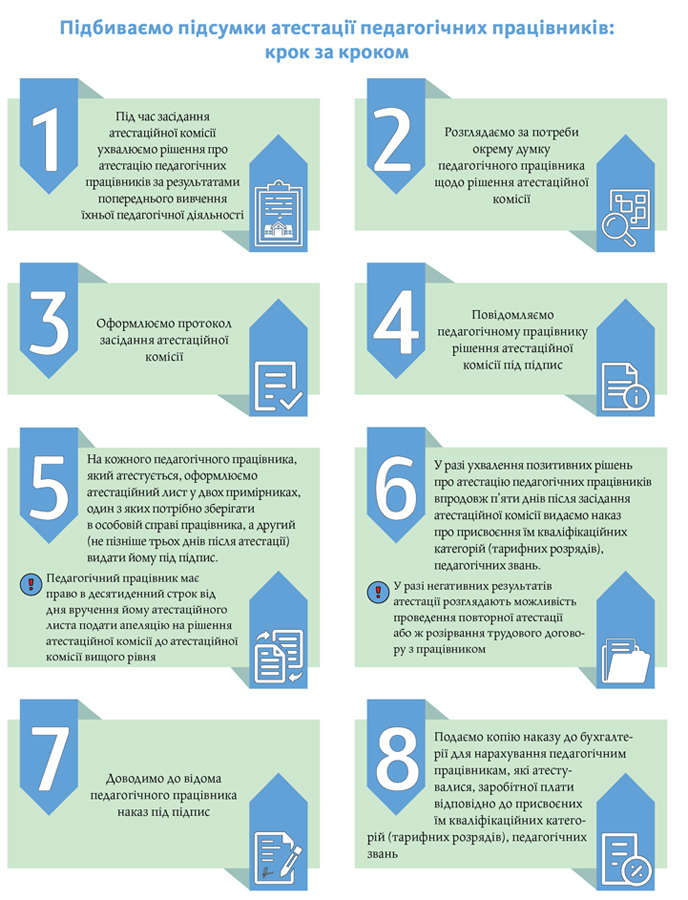 Підбиваємо підсумки атестації педагогічних працівників:
крок за кроком
1
Під час засідання
атестаційної комісії
ухвалюємо рішення про
атестацію педагогічних
працівників за результатами
попереднього вивчення
їхньої педагогічної діяльності
2
Розглядаємо за потреби
окрему думку
педагогічного працівника
щодо рішення атестаційної
комісії
3
Оформлюємо протокол
засідання атестаційної
комісії
4
Повідомляємо
педагогічному працівнику
рішення атестаційної
комісії під підпис
5
На кожного педагогічного працівника,
який атестується, оформлюємо
атестаційний лист у двох примірниках,
один з яких потрібно зберігати
в особовій справі працівника, а другий
(не пізніше трьох днів після атестації)
видати йому під підпис.
Педагогічний працівник має
право в десятиденний строк від
дня вручення йому атестаційного
листа подати апеляцію на рішення
атестаційної комісії до атестаційної
комісії вищого рівня
6
У разі ухвалення позитивних рішень
про атестацію педагогічних працівників
впродовж п’яти днів після засідання
атестаційної комісії видаємо наказ
про присвоєння їм кваліфікаційних
категорій (тарифних розрядів),
педагогічних звань.
У разі негативних результатів
атестації розглядають можливість
проведення повторної атестації
або ж розірвання трудового догово-
ру з працівником
7
Доводимо до відома
педагогічного працівника
наказ під підпис
8
Подаємо копію наказу до бухгалте-
рії для нарахування педагогічним
працівникам, які атесту-
валися, заробітної плати
відповідно до присвоєних
їм кваліфікаційних катего-
рій (тарифних розрядів), педагогічних
звань